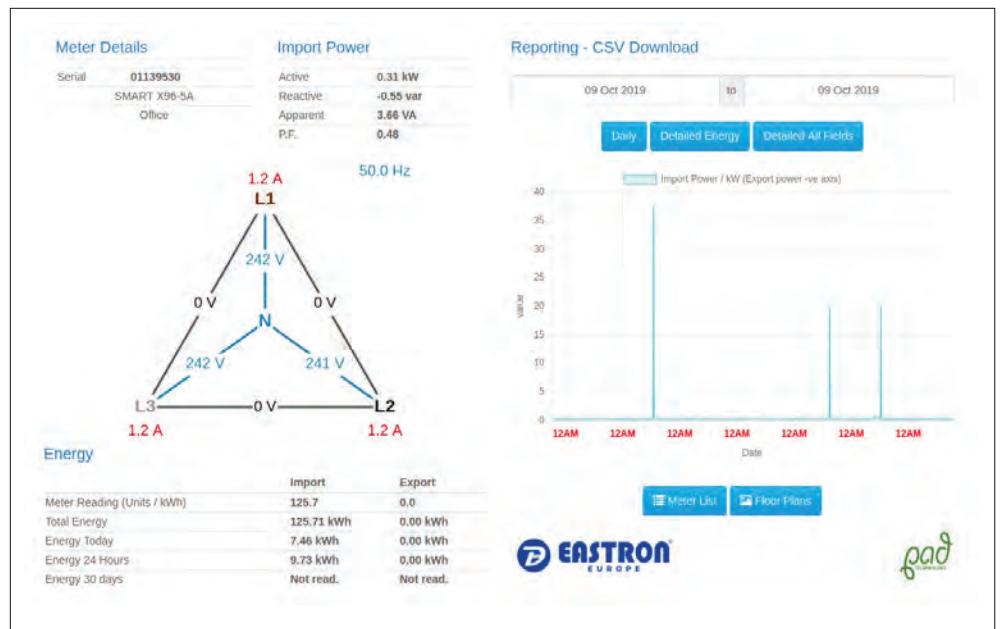 Meter Details
Serial 01139530
SMART X96-5A
Office
Import Power
Active 0.31 kW
Reactive -0.55 var
Apparent 3.66 VA
P.F. 0.48
50.0 Hz
1.2 A
L1
242 V
0 V 0 V
N
242 V 241 V
L3 0 V L2
1.2 A 1.2 A
Energy
Import Export
Meter Reading (Units / kWh) 125.7 0.0
Total Energy 125.71 kWh 0.00 kWh
Energy Today 7.46 kWh 0.00 kWh
Energy 24 Hours 9.73 kWh 0.00 kWh
Energy 30 days Not read. Not read.
Reporting - CSV Download
09 Oct 2019 to 09 Oct 2019
Daily Detailed Energy Detailed All Fields
Import Power / kW (Export power -ve axis)
40
35
30
25
20
15
10
5
0
value
12AM 12AM 12AM 12AM 12AM 12AM 12AM
Date
Meter List Floor Plans
EASTRON
EUROPE
pad
TECHNOLOGY